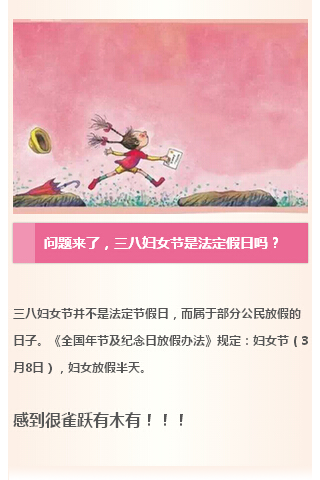 问题来了，三八妇女节是法定假日吗？
三八妇女节并不是法定节假日，而属于部分公民放假的
日子。《全国年节及纪念日放假办法》规定：妇女节（3
月8日），妇女放假半天。
感到很雀跃有木有！！！